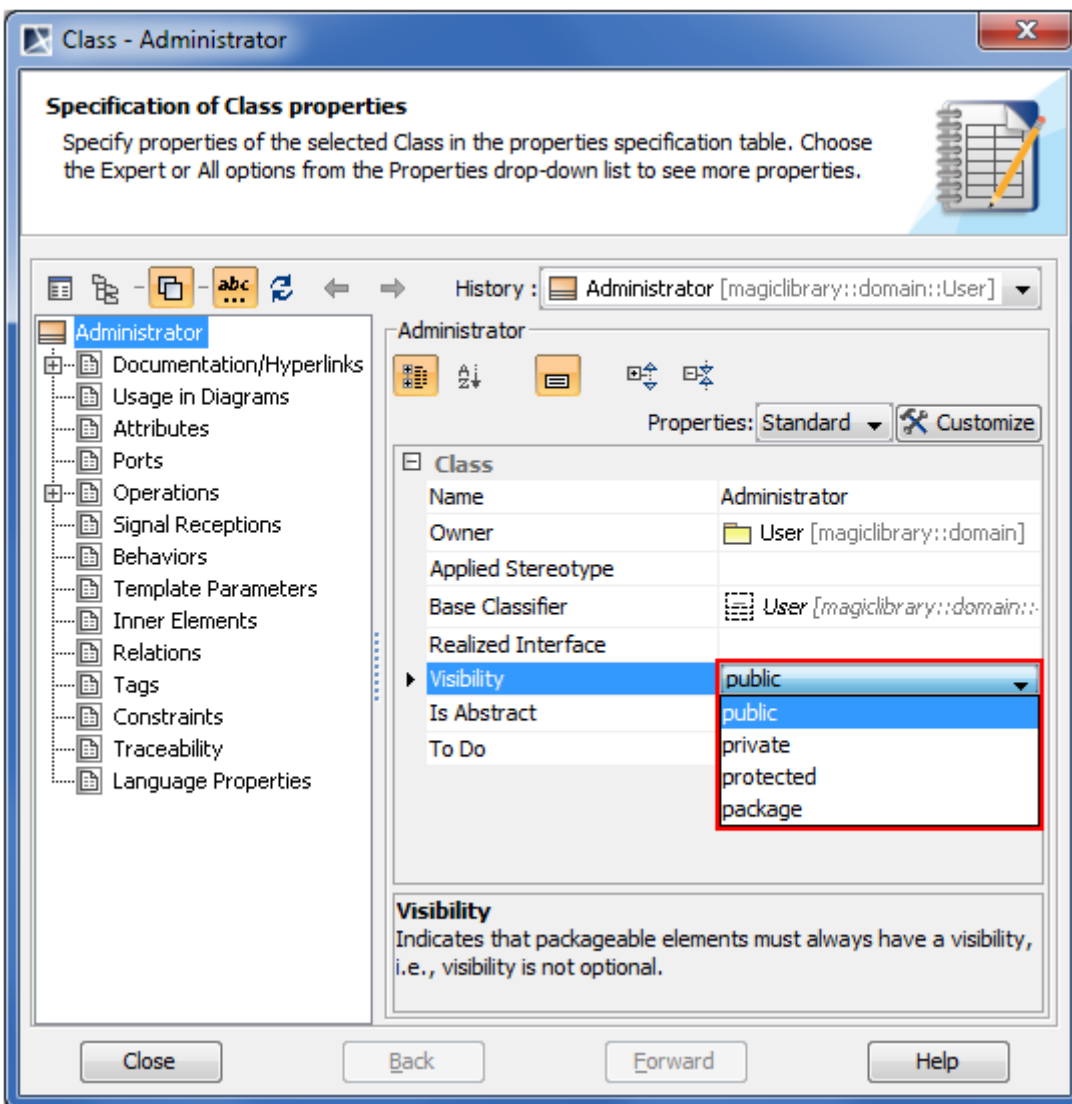 Class - Administrator
Specification of Class properties
Specify properties of the selected Class in the properties specification table. Choose
the Expert or All options from the Properties drop-down list to see more properties.
abc
History : Administrator [magiclibrary::domain::User]
Administrator
Documentation/Hyperlinks
Usage in Diagrams
Attributes
Ports
Operations
Signal Receptions
Behaviors
Template Parameters
Inner Elements
Relations
Tags
Constraints
Traceability
Language Properties
Administrator
Properties: Standard Customize
Class
Name Administrator
Owner User [magiclibrary::domain]
Applied Stereotype
Base Classifier User [magiclibrary::domain::
Realized Interface
Visibility public
Is Abstract public
To Do private
protected
package
Visibility
Indicates that packageable elements must always have a visibility,
i.e., visibility is not optional.
Close Back Forward Help